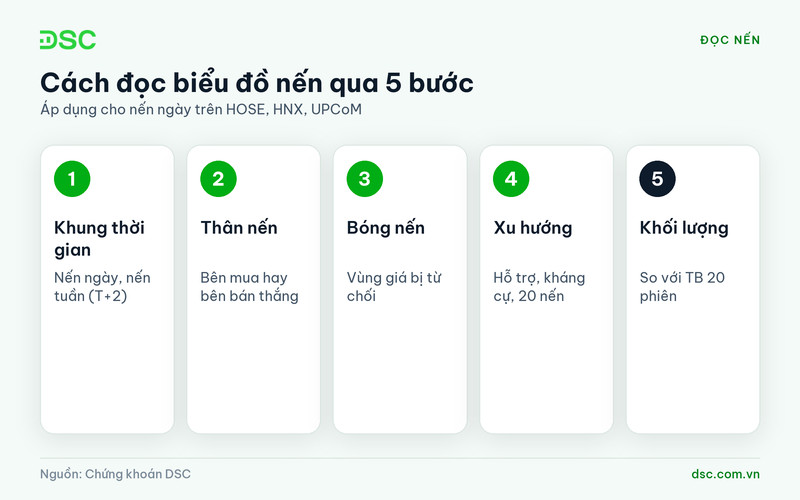 DSC
ĐỌC NẾN
Cách đọc biểu đồ nến qua 5 bước
Áp dụng cho nến ngày trên HOSE, HNX, UPCoM
1
Khung thời
gian
Nến ngày, nến
tuần (T+2)
2
Thân nến
Bên mua hay
bên bán thắng
3
Bóng nến
Vùng giá bị từ
chối
4
Xu hướng
Hỗ trợ, kháng
cự, 20 nến
5
Khối lượng
So với TB 20
phiên
Nguồn: Chứng khoán DSC
dsc.com.vn